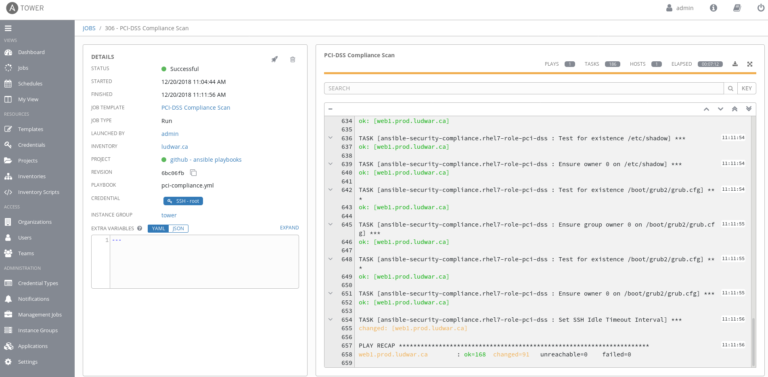 A TOWER
admin
JOBS / 306 - PCI-DSS Compliance Scan
VIEWS
Dashboard
Jobs
Schedules
My View
RESOURCES
Templates
Credentials
Projects
Inventories
Inventory Scripts
ACCESS
Organizations
Users
Teams
ADMINISTRATION
Credential Types
Notifications
Management Jobs
Instance Groups
Applications
Settings
DETAILS
STATUS Successful
STARTED 12/20/2018 11:04:44 AM
FINISHED 12/20/2018 11:11:56 AM
JOB TEMPLATE PCI-DSS Compliance Scan
JOB TYPE Run
LAUNCHED BY admin
INVENTORY ludwar.ca
PROJECT github - ansible playbooks
REVISION
PLAYBOOK pci-compliance.yml
CREDENTIAL SSH - root
INSTANCE GROUP tower
EXTRA VARIABLES YAML JSON EXPAND
1 ---
PCI-DSS Compliance Scan
PLAYS 1 TASKS HOSTS 1 ELAPSED
SEARCH KEY
634 ok: [web1.prod.ludwar.ca]
635
636 TASK [ansible-security-compliance.rhel7-role-pci-dss : Test for existence /etc/shadow] *** 11:11:54
637 ok: [web1.prod.ludwar.ca]
638
639 TASK [ansible-security-compliance.rhel7-role-pci-dss : Ensure owner 0 on /etc/shadow] *** 11:11:54
640 ok: [web1.prod.ludwar.ca]
641
642 TASK [ansible-security-compliance.rhel7-role-pci-dss : Test for existence /boot/grub2/grub.cfg] ** 11:11:54
*
643 ok: [web1.prod.ludwar.ca]
644
645 TASK [ansible-security-compliance.rhel7-role-pci-dss : Ensure group owner 0 on /boot/grub2/grub.cf 11:11:55
g] ***
646 ok: [web1.prod.ludwar.ca]
647
648 TASK [ansible-security-compliance.rhel7-role-pci-dss : Test for existence /boot/grub2/grub.cfg] ** 11:11:55
*
649 ok: [web1.prod.ludwar.ca]
650
651 TASK [ansible-security-compliance.rhel7-role-pci-dss : Ensure owner 0 on /boot/grub2/grub.cfg] *** 11:11:55
652 ok: [web1.prod.ludwar.ca]
653
654 TASK [ansible-security-compliance.rhel7-role-pci-dss : Set SSH Idle Timeout Interval] *** 11:11:56
655 changed: [web1.prod.ludwar.ca]
656
657 PLAY RECAP ********************************************************************* 11:11:56
658 web1.prod.ludwar.ca : ok=168 changed=91 unreachable=0 failed=0
659